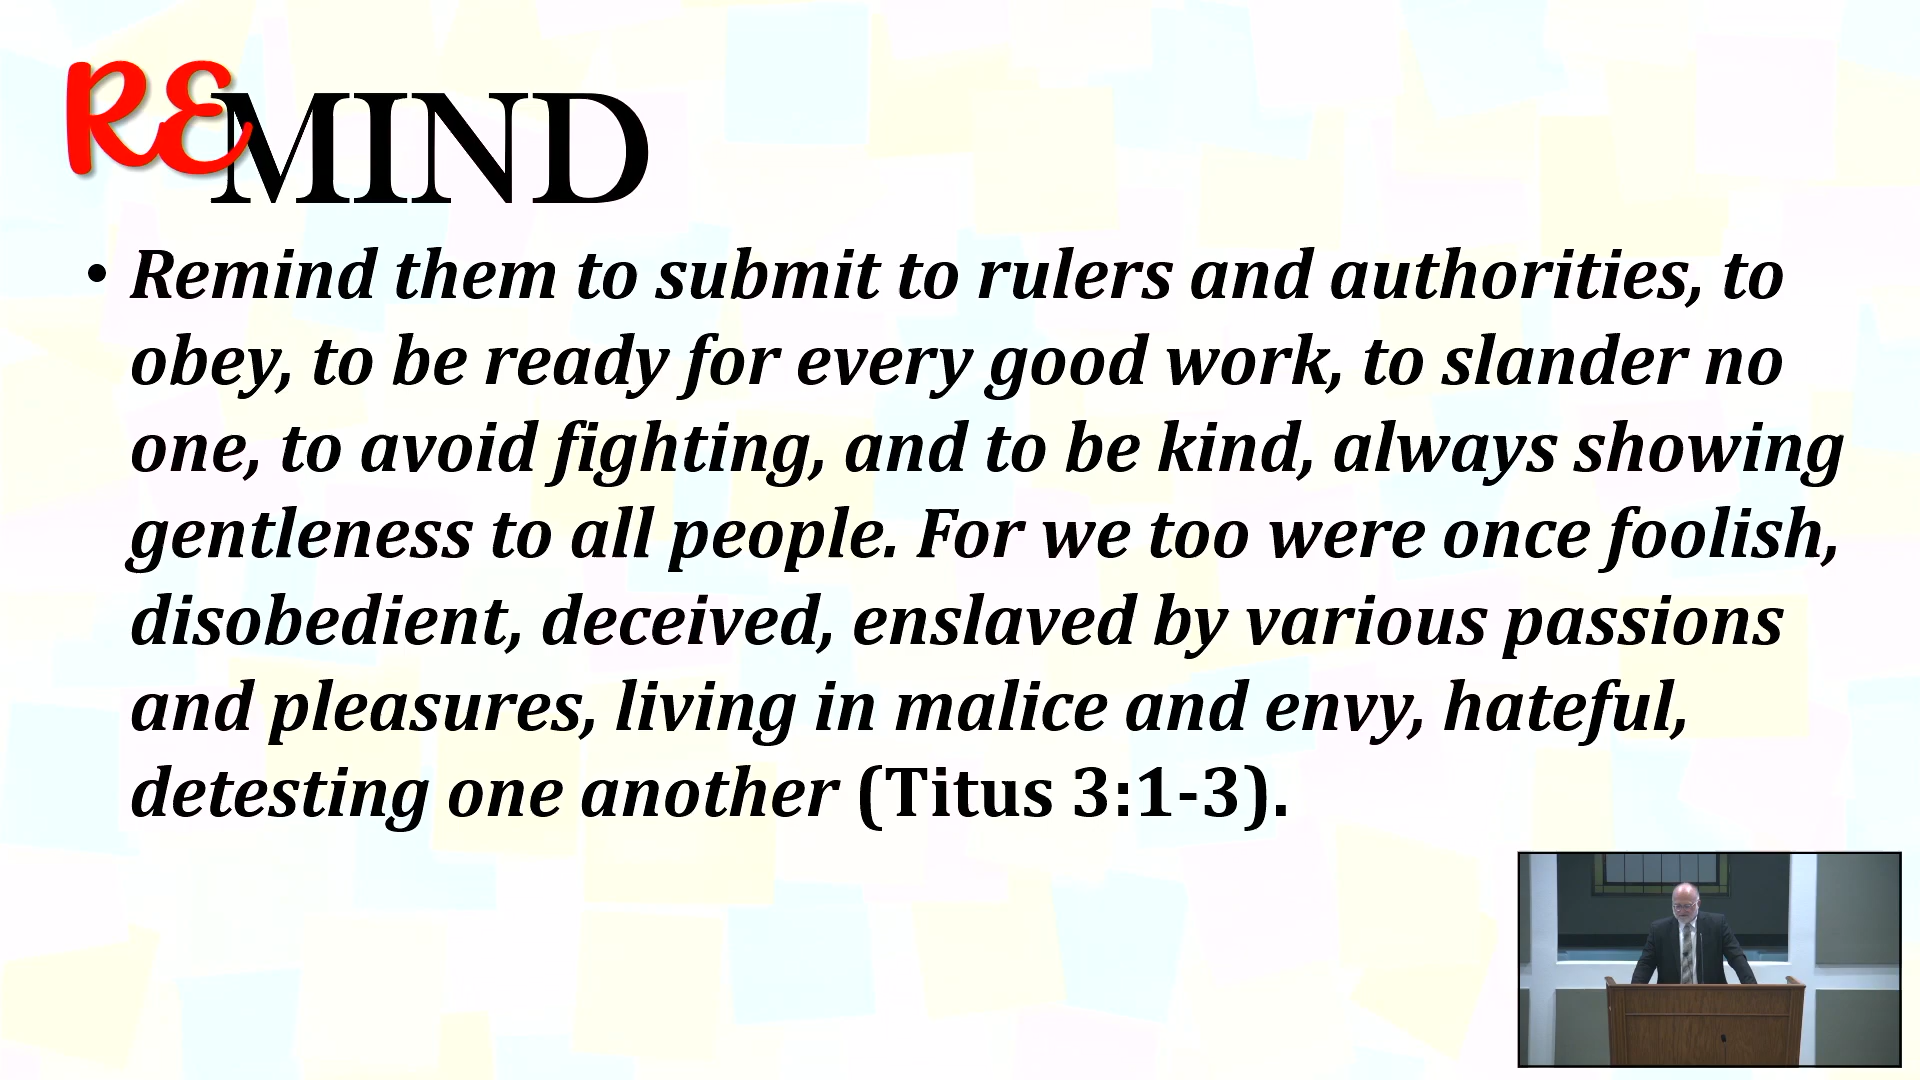 REMIND
• Remind them to submit to rulers and authorities, to
obey, to be ready for every good work, to slander no
one, to avoid fighting, and to be kind, always showing
gentleness to all people. For we too were once foolish,
disobedient, deceived, enslaved by various passions
and pleasures, living in malice and envy, hateful,
detesting one another (Titus 3:1-3).